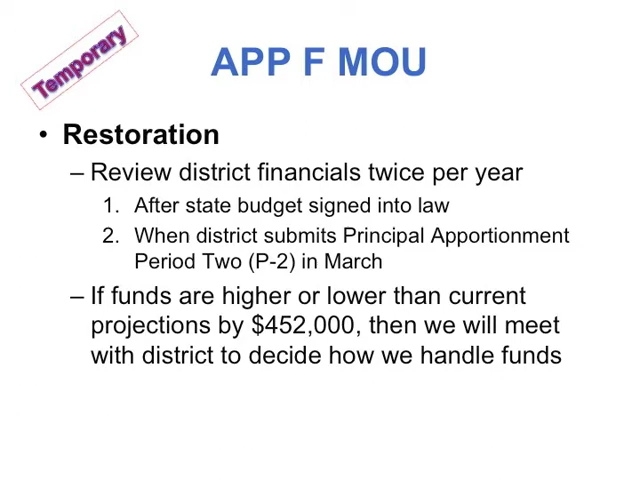 Temporary
APP F MOU
• Restoration
– Review district financials twice per year
1. After state budget signed into law
2. When district submits Principal Apportionment
Period Two (P-2) in March
– If funds are higher or lower than current
projections by $452,000, then we will meet
with district to decide how we handle funds